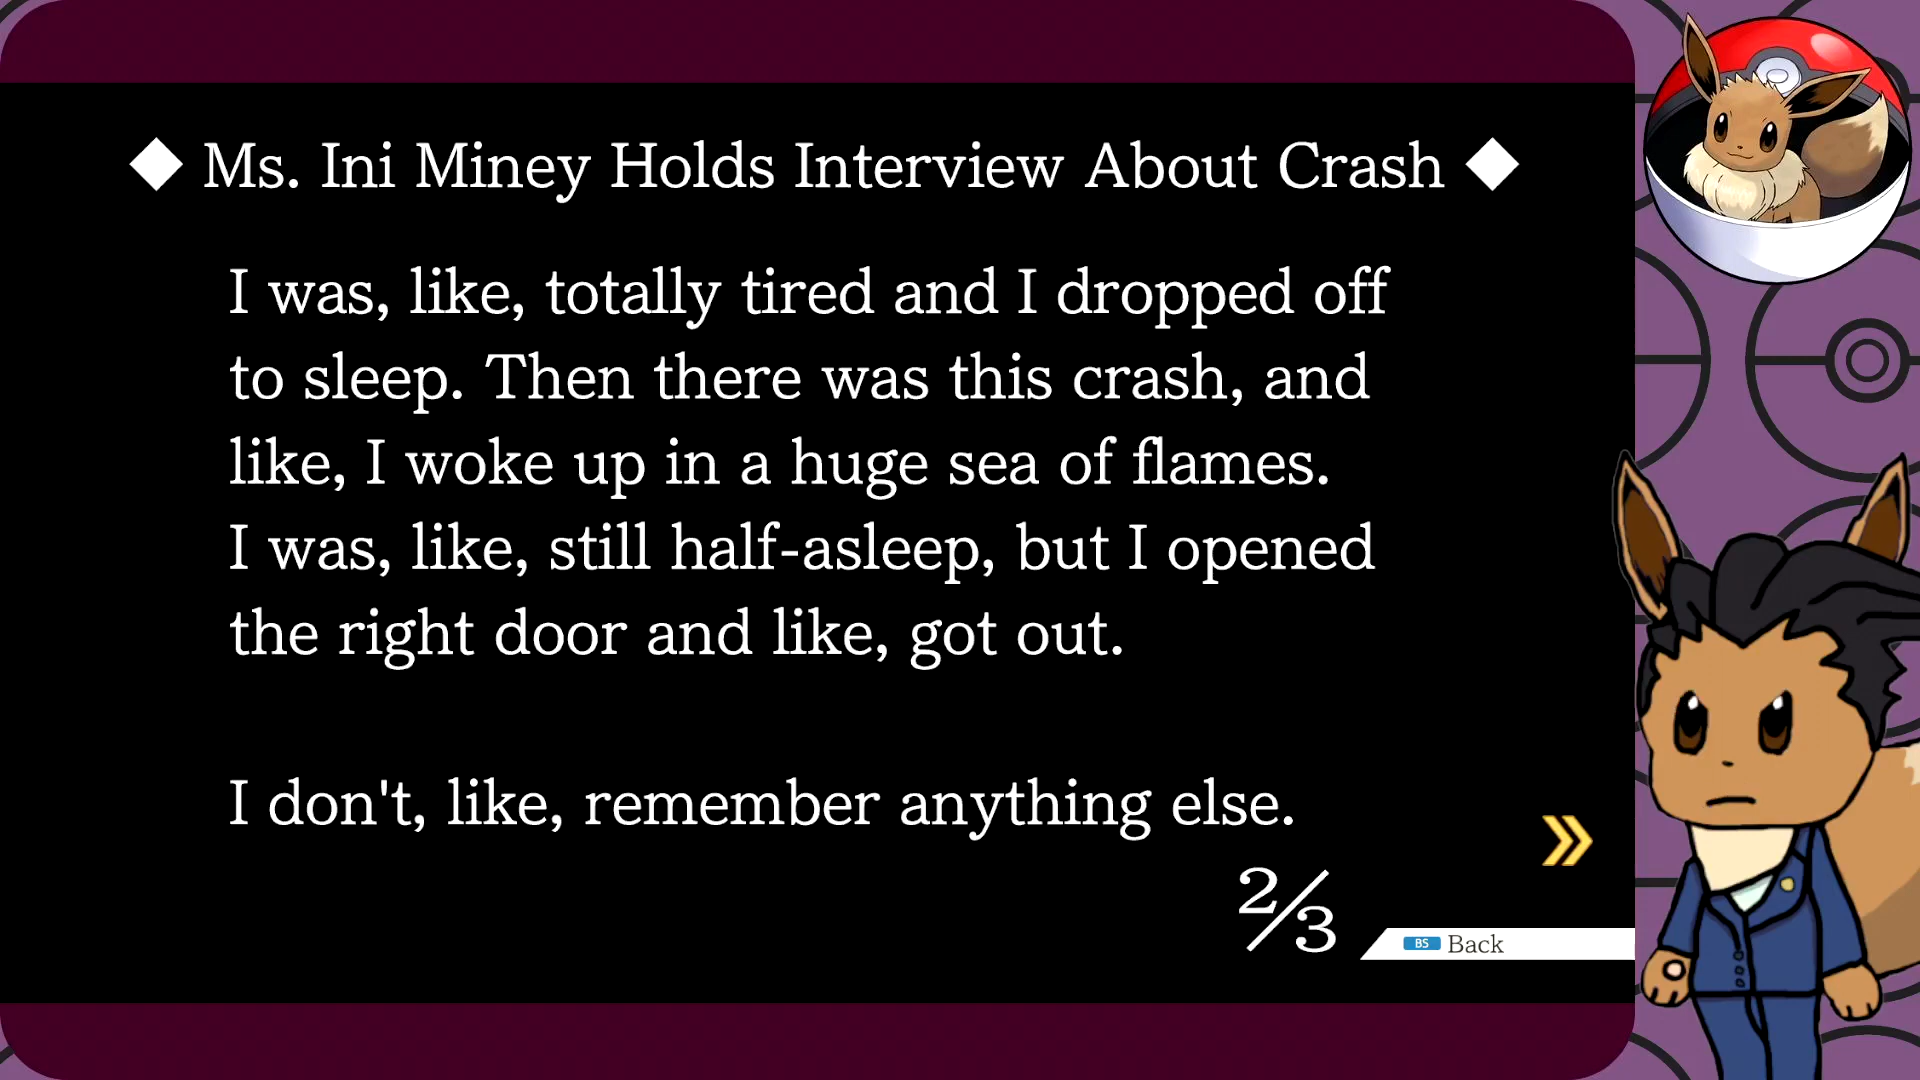 ◆ Ms. Ini Miney Holds Interview About Crash ◆
I was, like, totally tired and I dropped off
to sleep. Then there was this crash, and
like, I woke up in a huge sea of flames.
I was, like, still half-asleep, but I opened
the right door and like, got out.
I don't, like, remember anything else.
2/3
BS Back